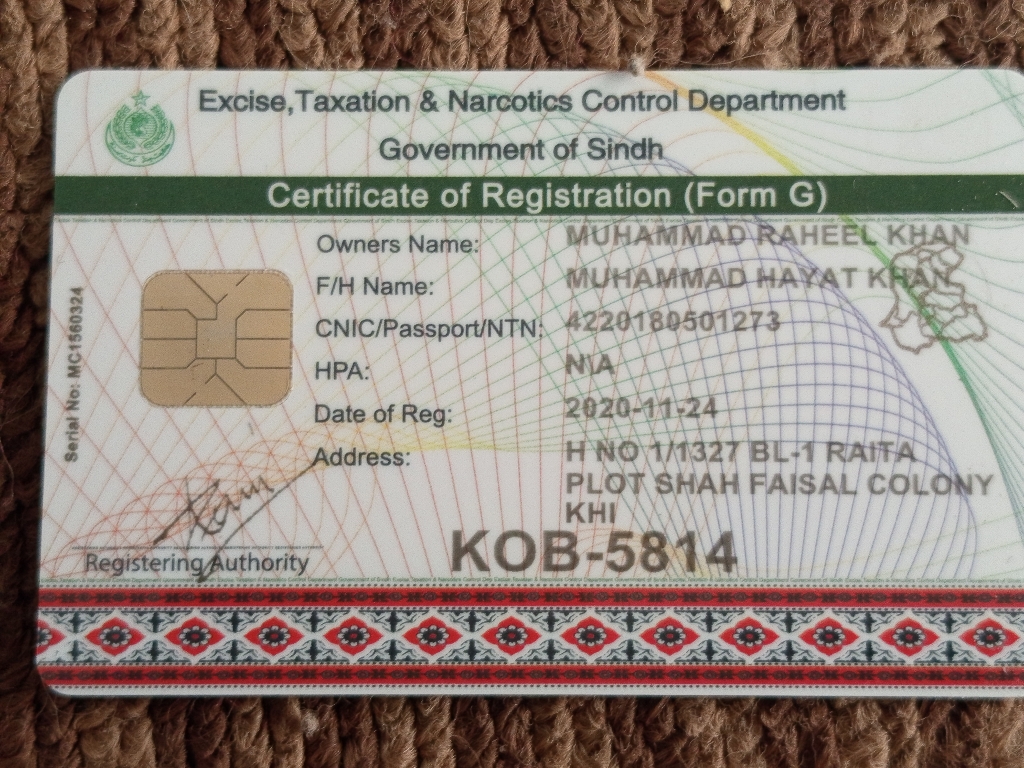 Excise,Taxation & Narcotics Control Department
Government of Sindh
Certificate of Registration (Form G)
Owners Name: MUHAMMAD RAHEEL KHAN
F/H Name: MUHAMMAD HAYAT KHAN
CNIC/Passport/NTN: 4220180501273
HPA: N\A
Date of Reg: 2020-11-24
Address: H NO 1/1327 BL-1 RAITA
PLOT SHAH FAISAL COLONY
KHI
KOB-5814
Serial No: MC1560324
Registering Authority